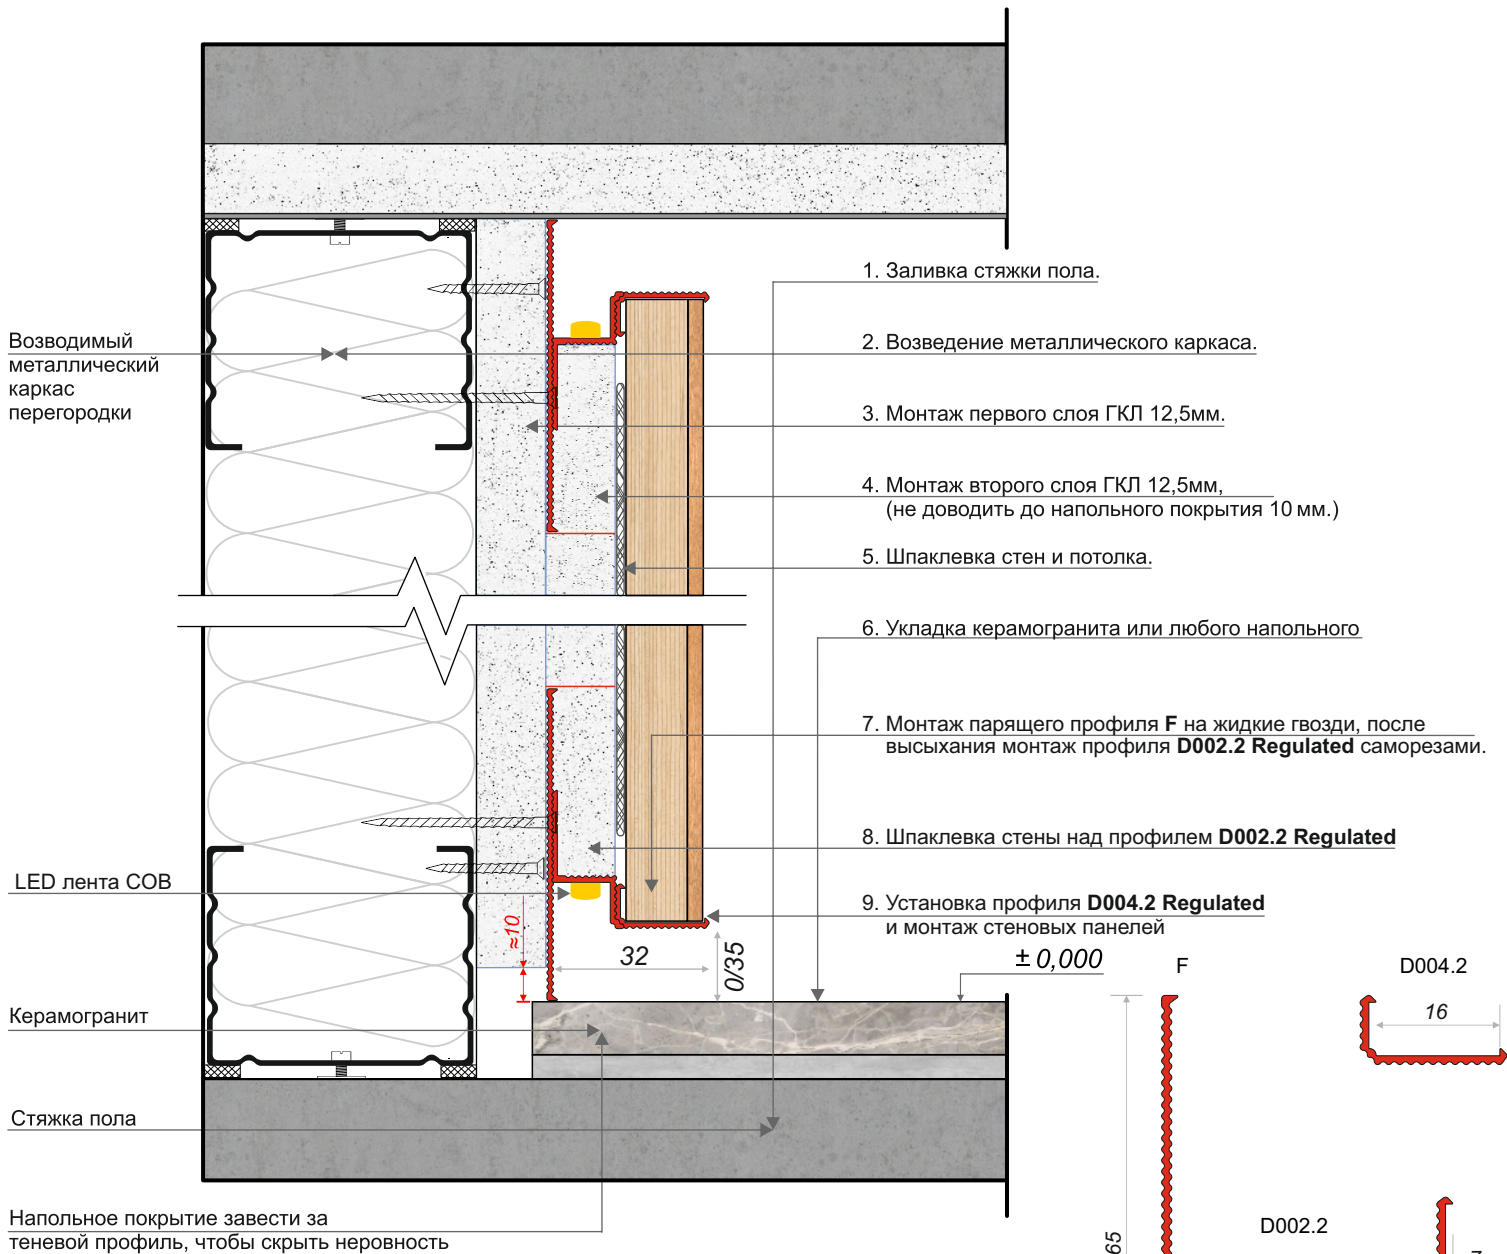 1. Заливка стяжки пола.
Возводимый
металлический
каркас
перегородки
2. Возведение металлического каркаса.
3. Монтаж первого слоя ГКЛ 12,5мм.
4. Монтаж второго слоя ГКЛ 12,5мм,
(не доводить до напольного покрытия 10 мм.)
5. Шпаклевка стен и потолка.
6. Укладка керамогранита или любого напольного
7. Монтаж парящего профиля F на жидкие гвозди, после
высыхания монтаж профиля D002.2 Regulated саморезами.
8. Шпаклевка стены над профилем D002.2 Regulated
LED лента COB
9. Установка профиля D004.2 Regulated
и монтаж стеновых панелей
≈10
32
0/35
± 0,000
F
D004.2
16
Керамогранит
Стяжка пола
Напольное покрытие завести за
теневой профиль, чтобы скрыть неровность
D002.2
65